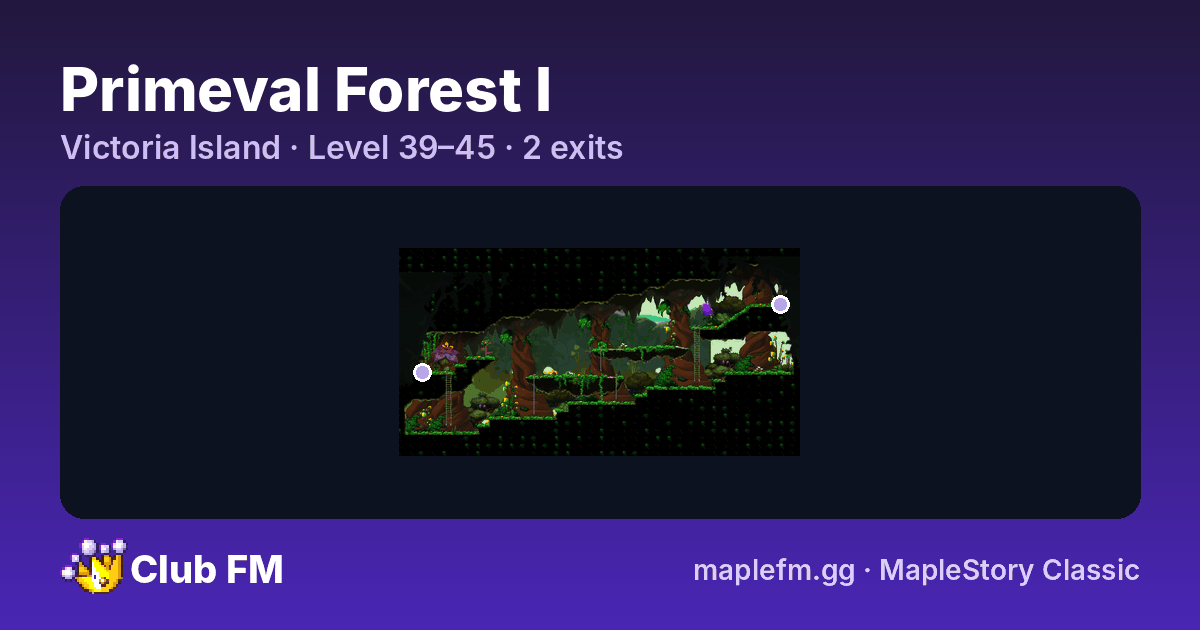 Primeval Forest I
Victoria Island · Level 39–45 · 2 exits
Club FM
maplefm.gg · MapleStory Classic